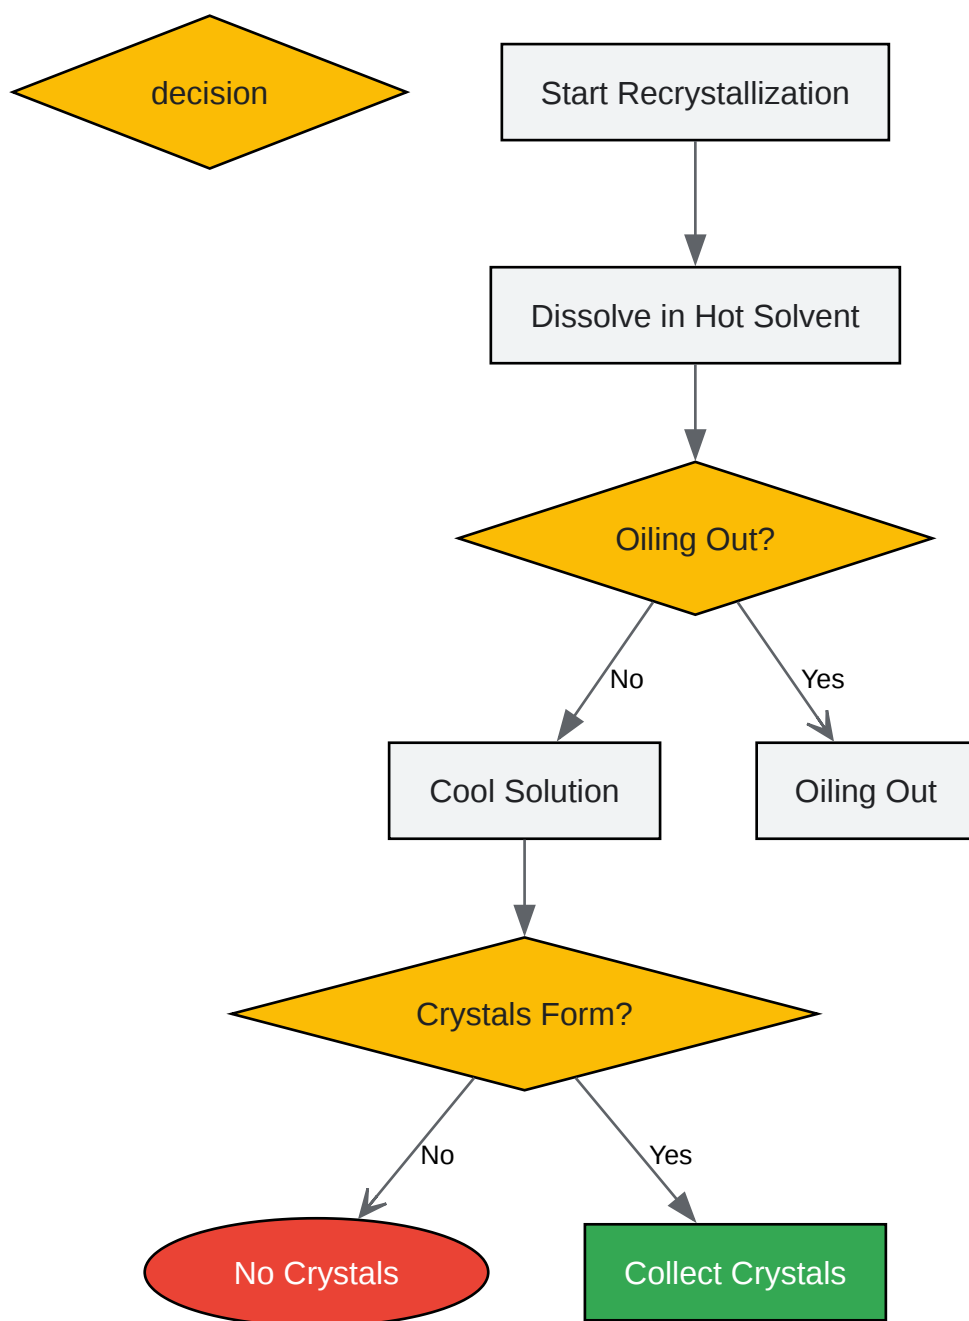 decision
Start Recrystallization
Dissolve in Hot Solvent
Oiling Out?
No
Yes
Cool Solution
Oiling Out
Crystals Form?
No
Yes
No Crystals
Collect Crystals